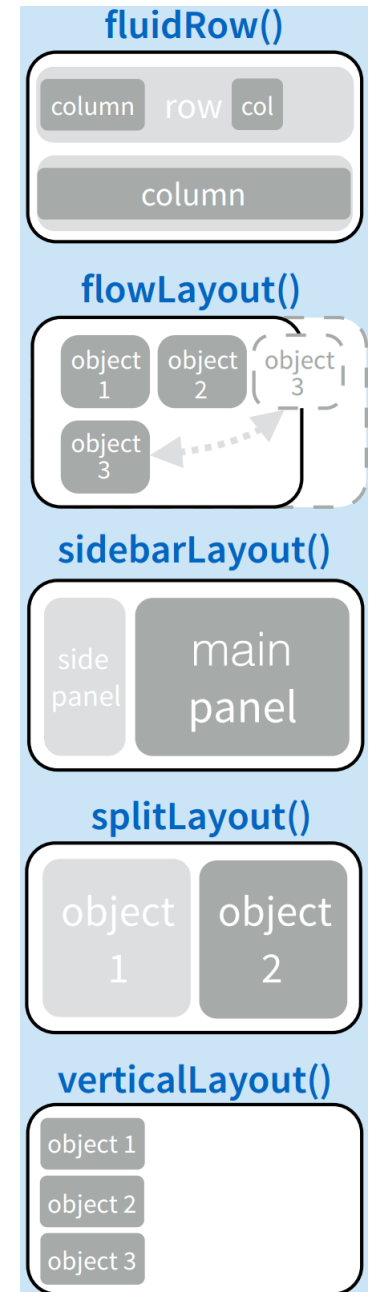 fluidRow()
column row col
column
flowLayout()
object object object
1 2 3
object
3
sidebarLayout()
side
panel
main
panel
splitLayout()
object object
1 2
verticalLayout()
object 1
object 2
object 3